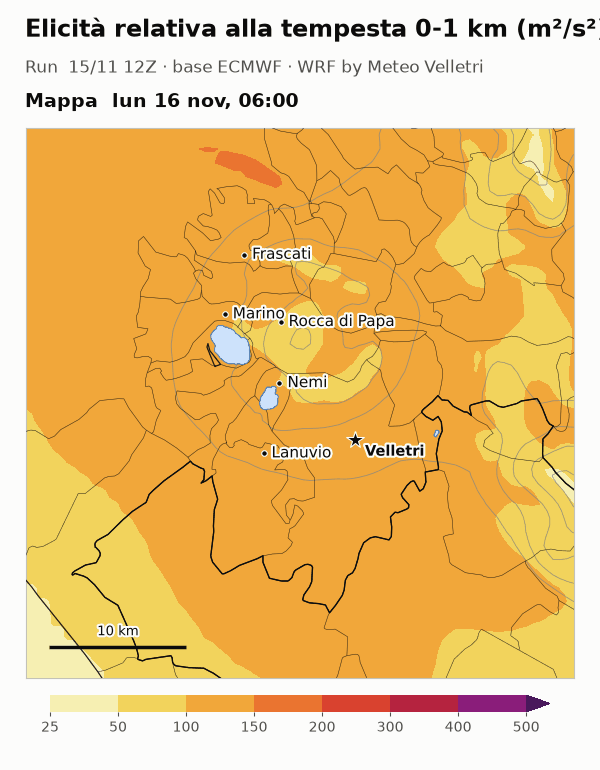 Elicità relativa alla tempesta 0-1 km (m²/s²)
Run 15/11 12Z · base ECMWF · WRF by Meteo Velletri
Mappa lun 16 nov, 06:00
Frascati
Marino
Rocca di Papa
Nemi
Velletri
Lanuvio
10 km
25 50 100 150 200 300 400 500